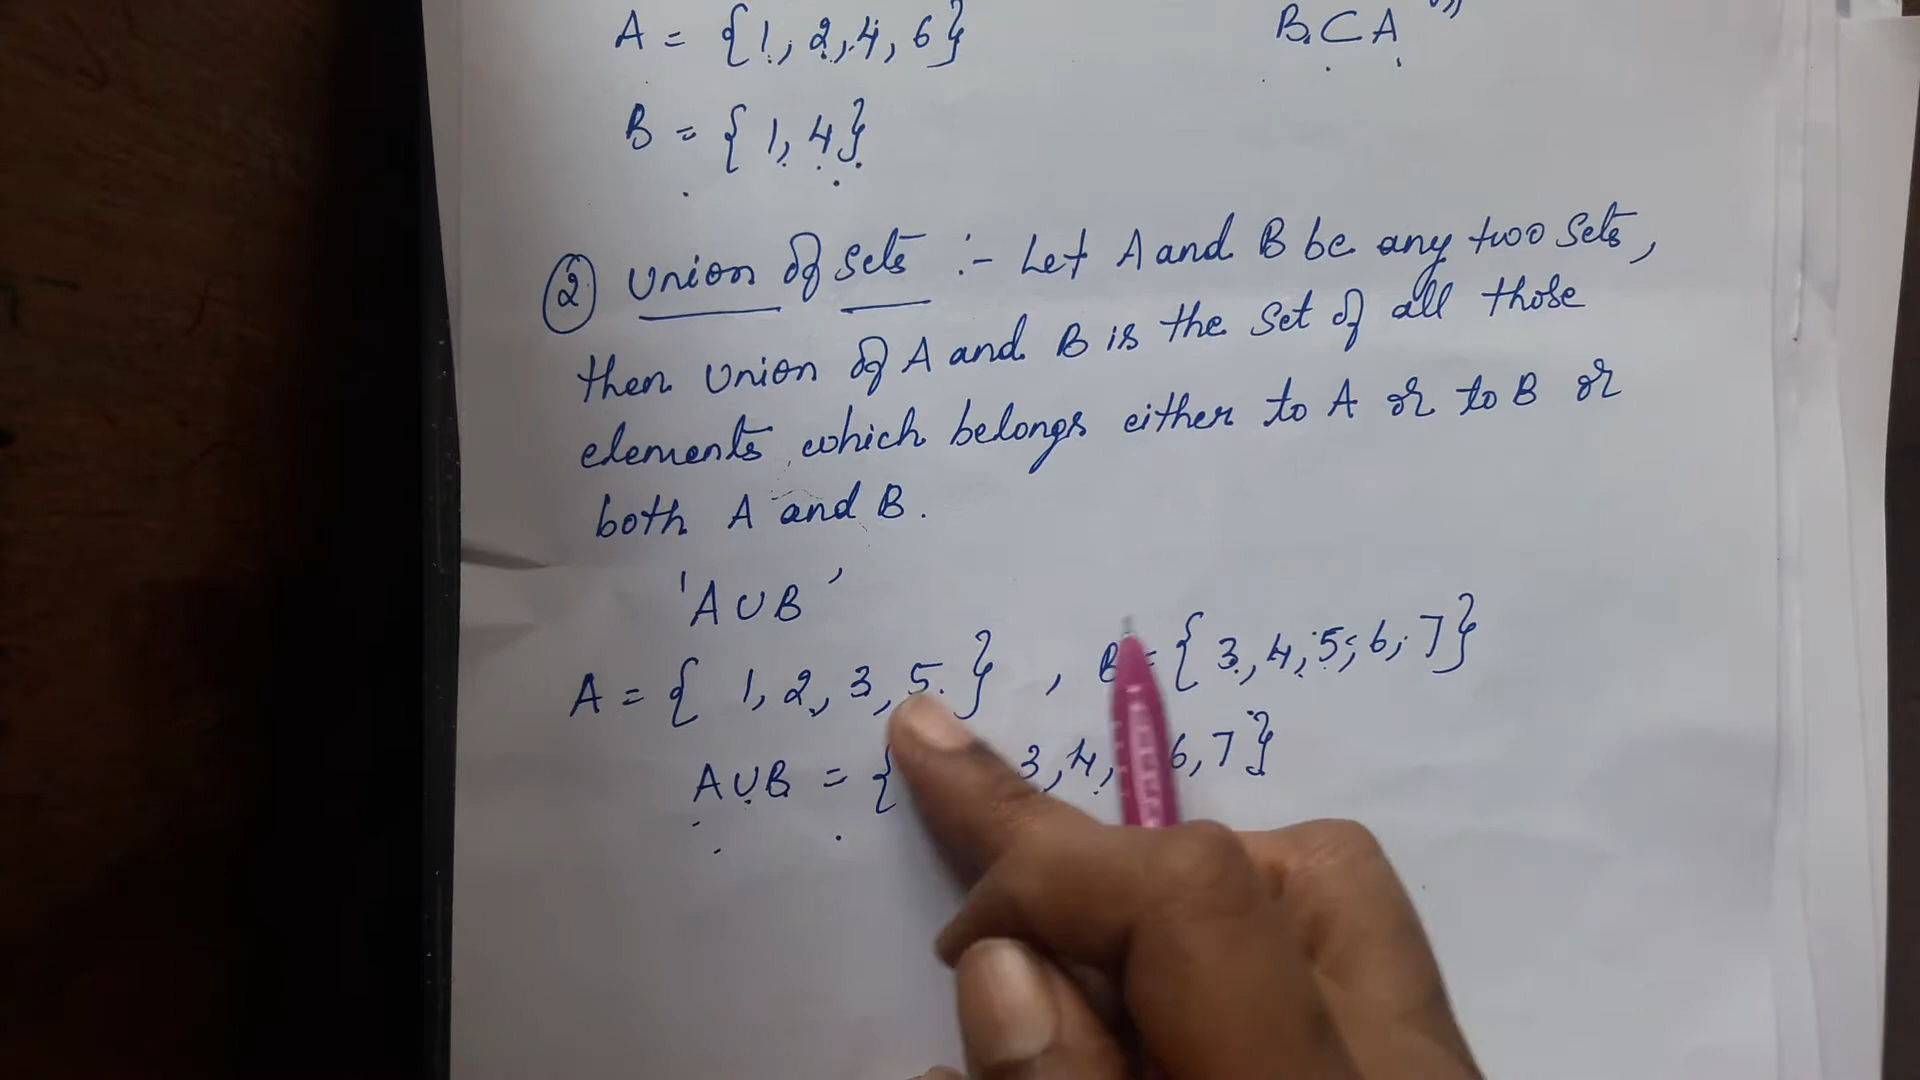 A = {1, 2, 4, 6}
B ⊂ A
B = {1, 4}
② Union of Sets :- Let A and B be any two sets,
then union of A and B is the set of all those
elements which belongs either to A or to B or
both A and B.
'A∪B'
A = { 1, 2, 3, 5 } , B = { 3, 4, 5, 6, 7}
A∪B = { 3, 4, 6, 7}